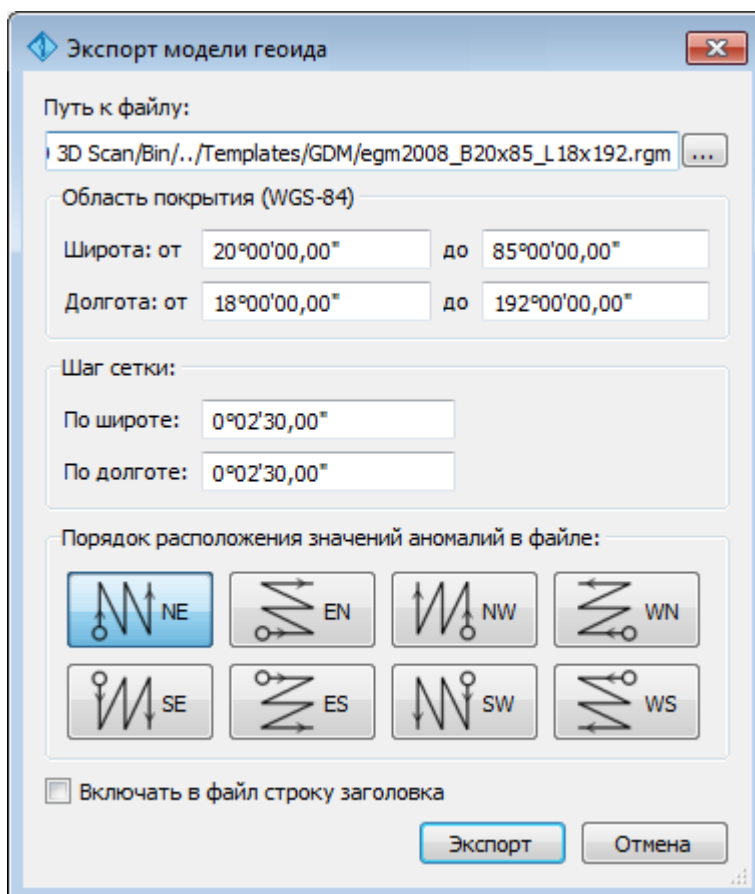 Экспорт модели геоида
Путь к файлу:
3D Scan/Bin/../Templates/GDM/egm2008_B20x85_L18x192.rgm ...
Область покрытия (WGS-84)
Широта: от 20°00'00,00" до 85°00'00,00"
Долгота: от 18°00'00,00" до 192°00'00,00"
Шаг сетки:
По широте: 0°02'30,00"
По долготе: 0°02'30,00"
Порядок расположения значений аномалий в файле:
NE EN NW WN
SE ES SW WS
Включать в файл строку заголовка
Экспорт Отмена